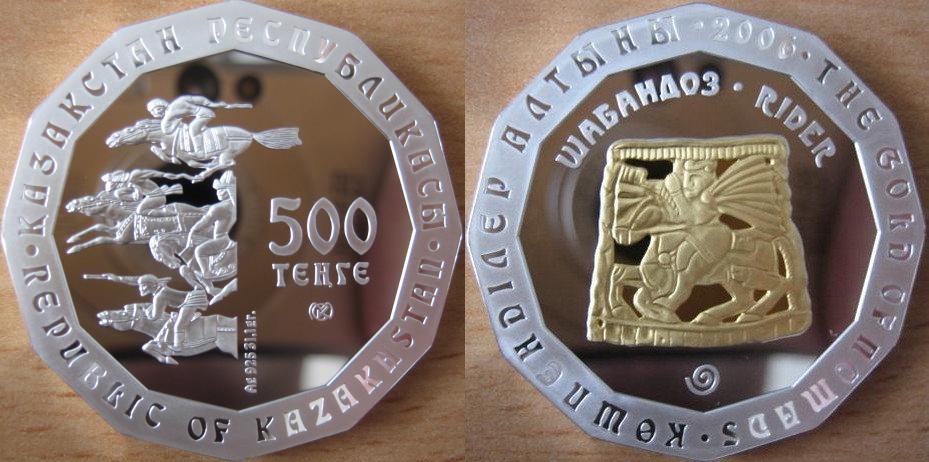 ҚАЗАҚСТАН РЕСПУБЛИКАСЫ · REPUBLIC OF KAZAKHSTAN ·
500
ТЕҢГЕ
Ag 925 31,1 gr.
КӨШПЕНДІЛЕР АЛТЫНЫ · 2006 · THE GOLD OF NOMADS ·
ШАБАНДОЗ · RIDER